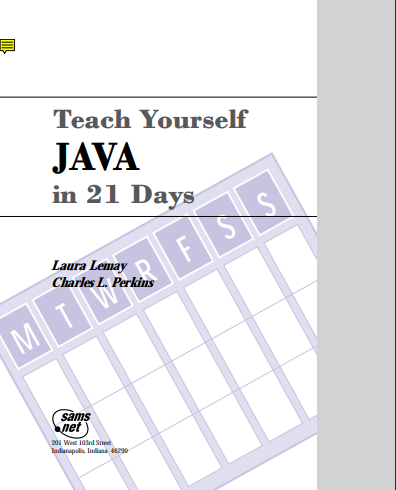 Teach Yourself
JAVA
in 21 Days
M T W R F S S
Laura Lemay
Charles L. Perkins
sams
.net
201 West 103rd Street
Indianapolis, Indiana 46290